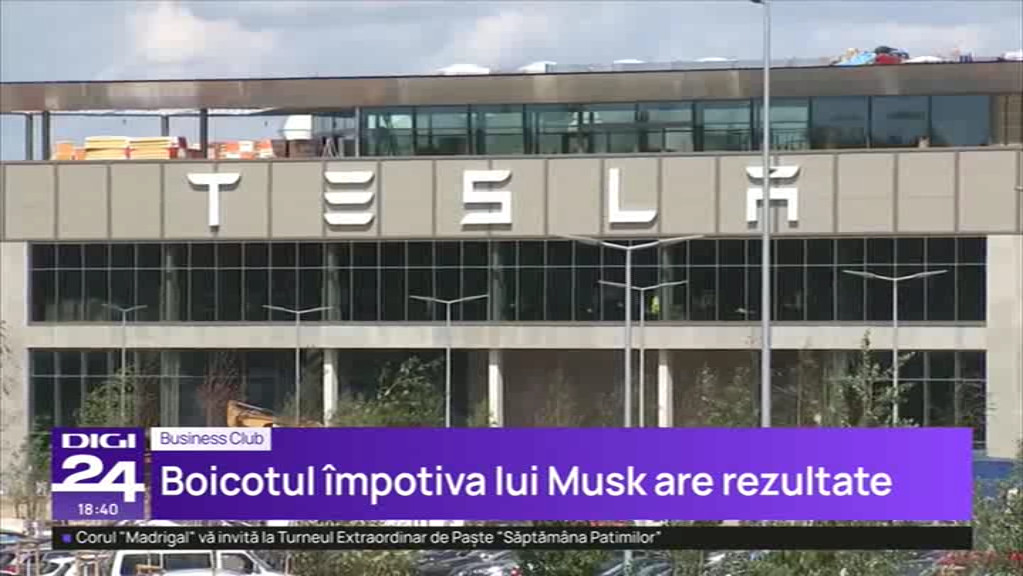 TESLA
DIGI
24
18:40
Business Club
Boicotul împotiva lui Musk are rezultate
Corul "Madrigal" vă invită la Turneul Extraordinar de Paște "Săptămâna Patimilor"